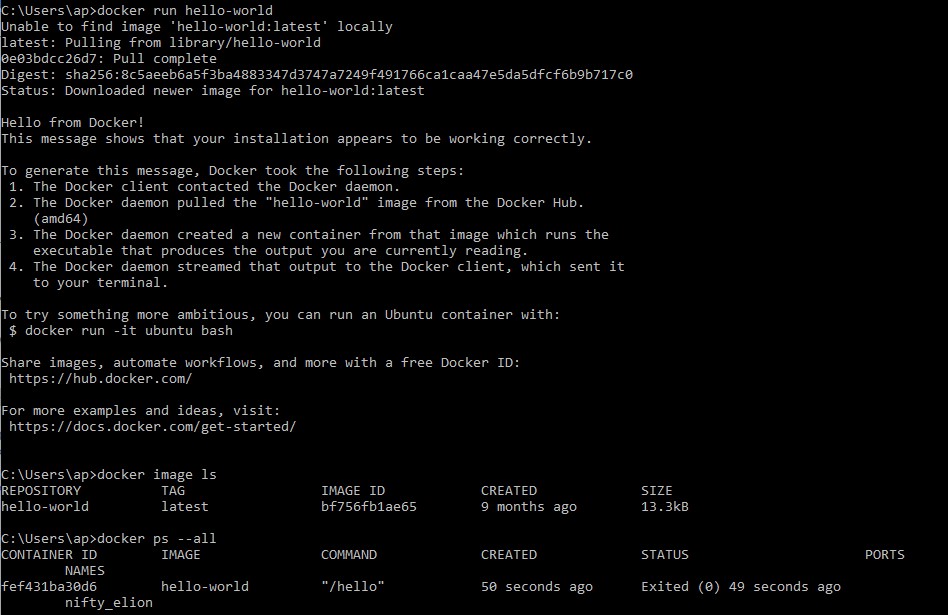 C:\Users\ap>docker run hello-world
Unable to find image 'hello-world:latest' locally
latest: Pulling from library/hello-world
0e03bdcc26d7: Pull complete
Digest: sha256:8c5aeeb6a5f3ba4883347d3747a7249f491766ca1caa47e5da5dfcf6b9b717c0
Status: Downloaded newer image for hello-world:latest
Hello from Docker!
This message shows that your installation appears to be working correctly.
To generate this message, Docker took the following steps:
1. The Docker client contacted the Docker daemon.
2. The Docker daemon pulled the "hello-world" image from the Docker Hub.
(amd64)
3. The Docker daemon created a new container from that image which runs the
executable that produces the output you are currently reading.
4. The Docker daemon streamed that output to the Docker client, which sent it
to your terminal.
To try something more ambitious, you can run an Ubuntu container with:
$ docker run -it ubuntu bash
Share images, automate workflows, and more with a free Docker ID:
https://hub.docker.com/
For more examples and ideas, visit:
https://docs.docker.com/get-started/
C:\Users\ap>docker image ls
REPOSITORY TAG IMAGE ID CREATED SIZE
hello-world latest bf756fb1ae65 9 months ago 13.3kB
C:\Users\ap>docker ps --all
CONTAINER ID IMAGE COMMAND CREATED STATUS PORTS
NAMES
fef431ba30d6 hello-world "/hello" 50 seconds ago Exited (0) 49 seconds ago
nifty_elion